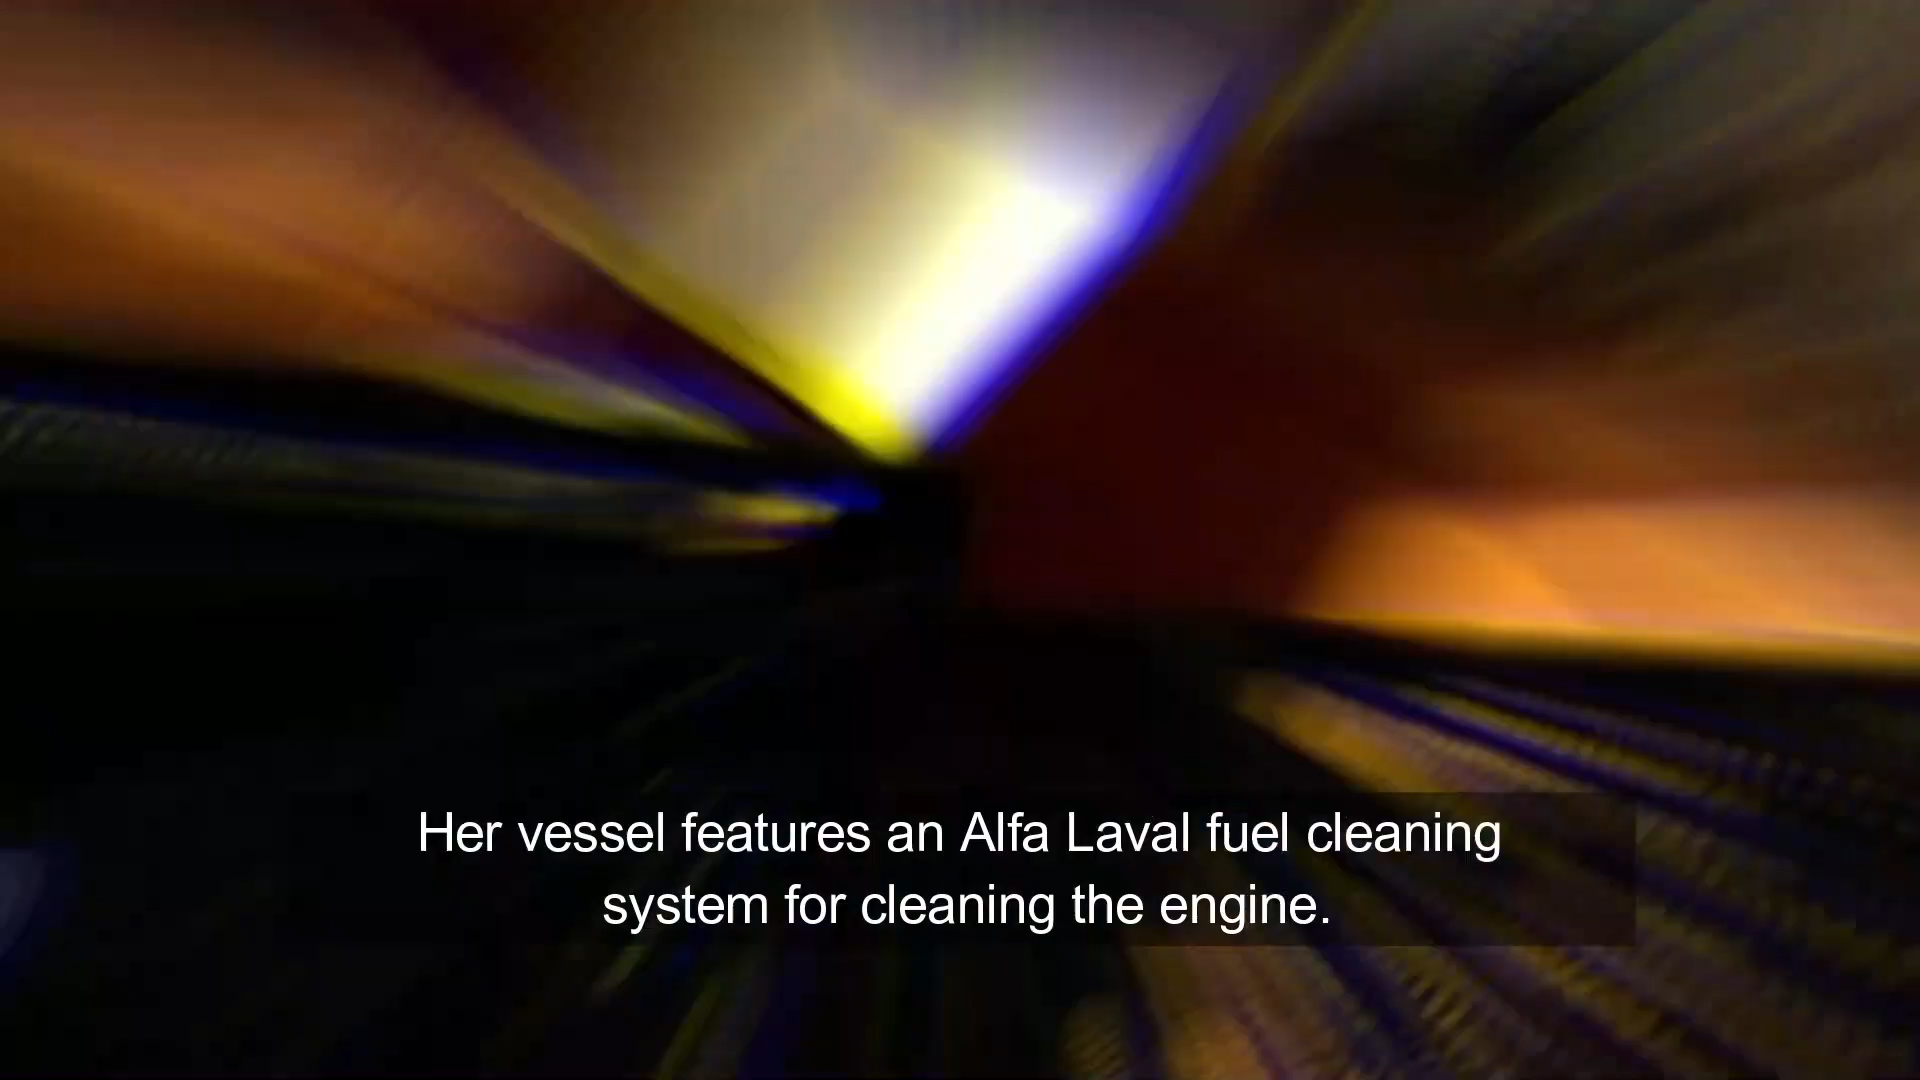 Her vessel features an Alfa Laval fuel cleaning
system for cleaning the engine.